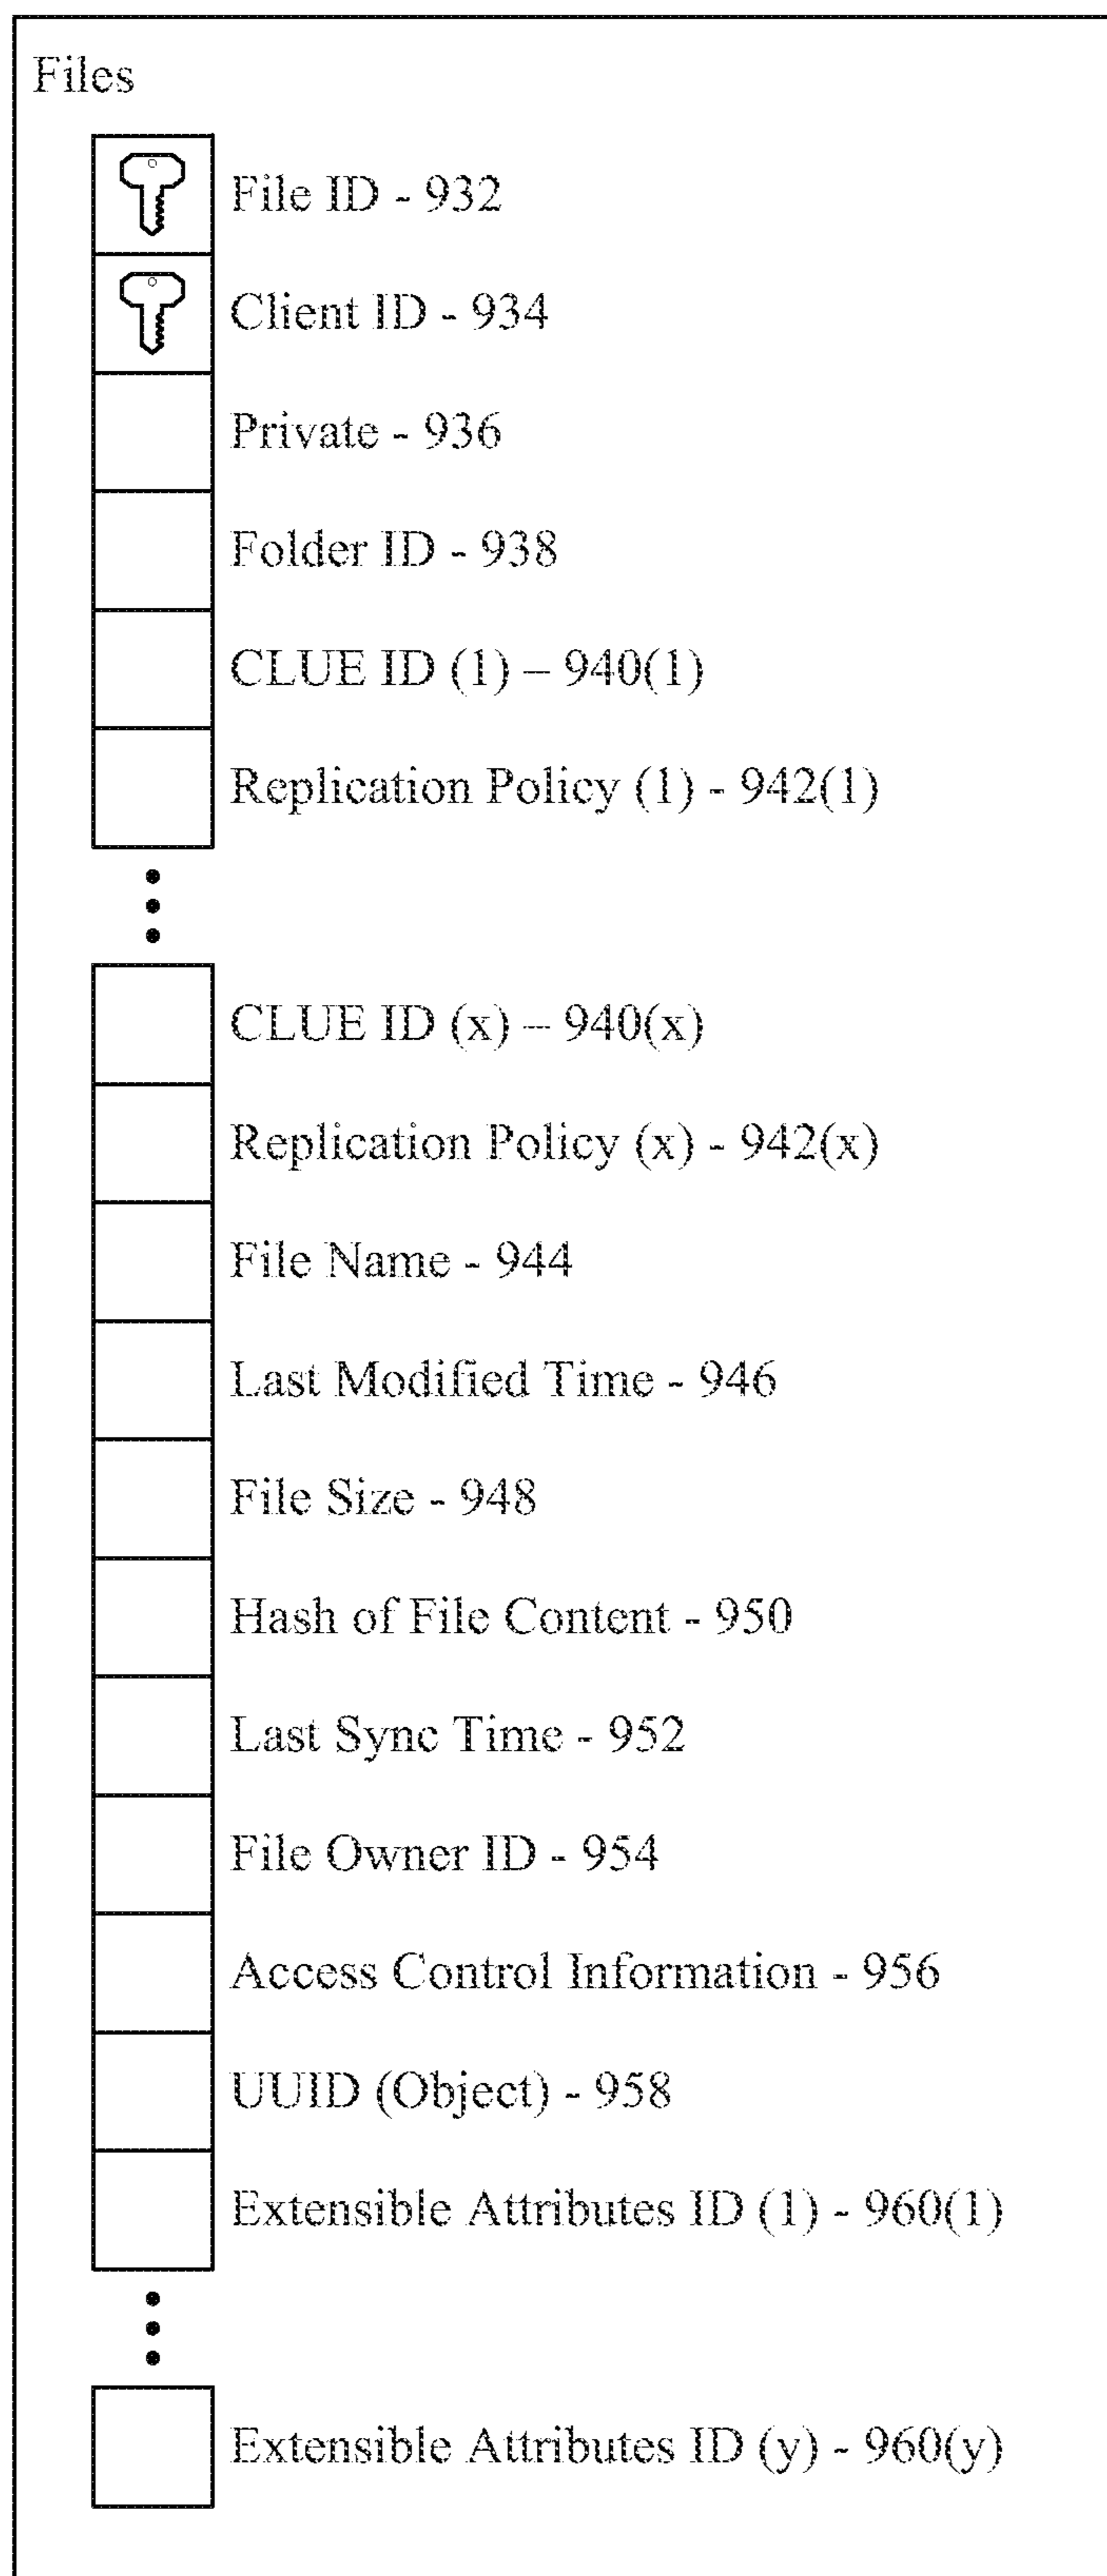 Files
File ID - 932
Client ID - 934
Private - 936
Folder ID - 938
CLUE ID (1) – 940(1)
Replication Policy (1) - 942(1)
CLUE ID (x) – 940(x)
Replication Policy (x) - 942(x)
File Name - 944
Last Modified Time - 946
File Size - 948
Hash of File Content - 950
Last Sync Time - 952
File Owner ID - 954
Access Control Information - 956
UUID (Object) - 958
Extensible Attributes ID (1) - 960(1)
Extensible Attributes ID (y) - 960(y)